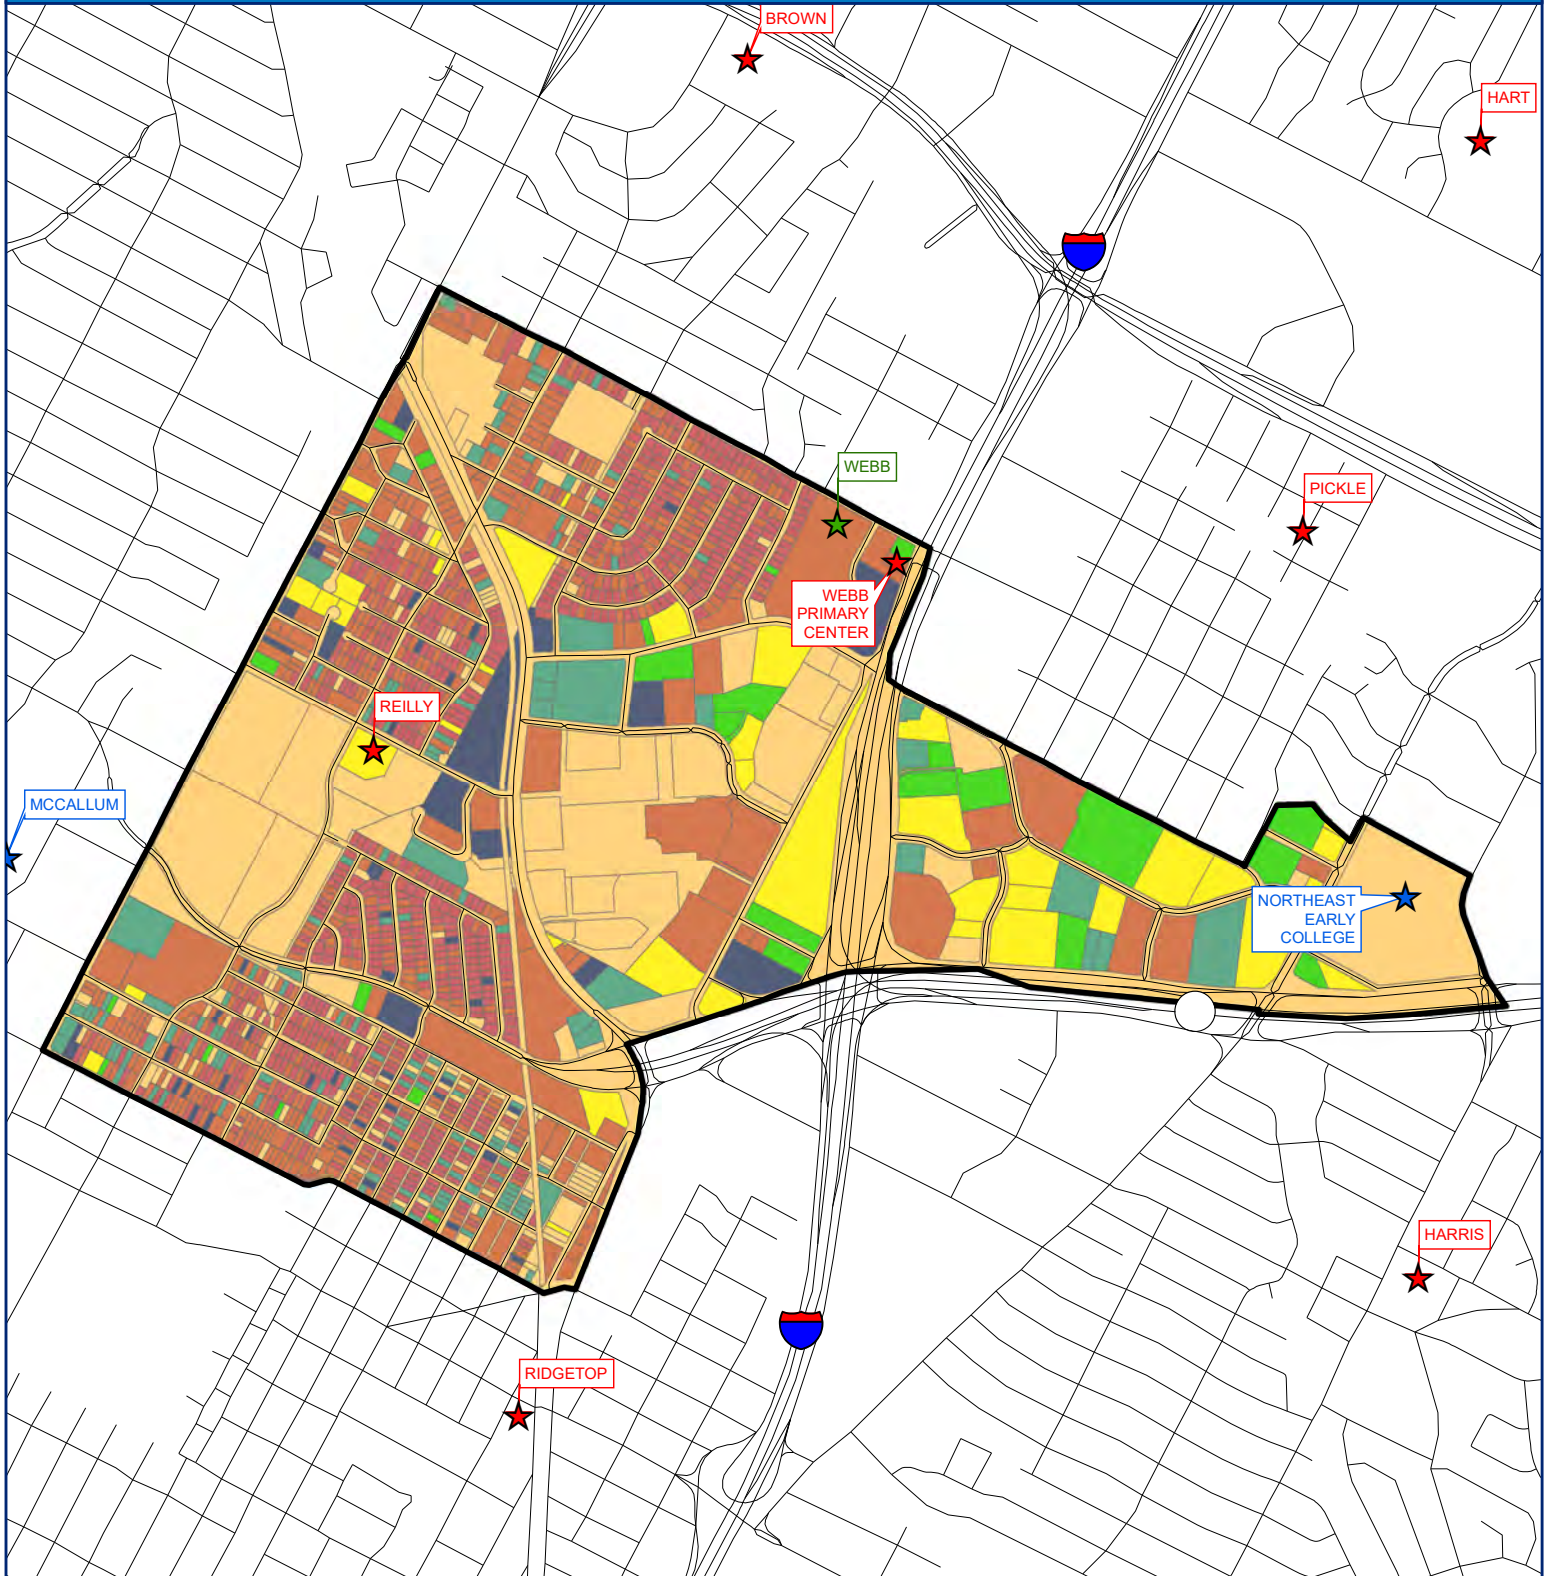 BROWN
HART
WEBB
PICKLE
WEBB
PRIMARY
CENTER
REILLY
MCCALLUM
NORTHEAST
EARLY
COLLEGE
HARRIS
RIDGETOP